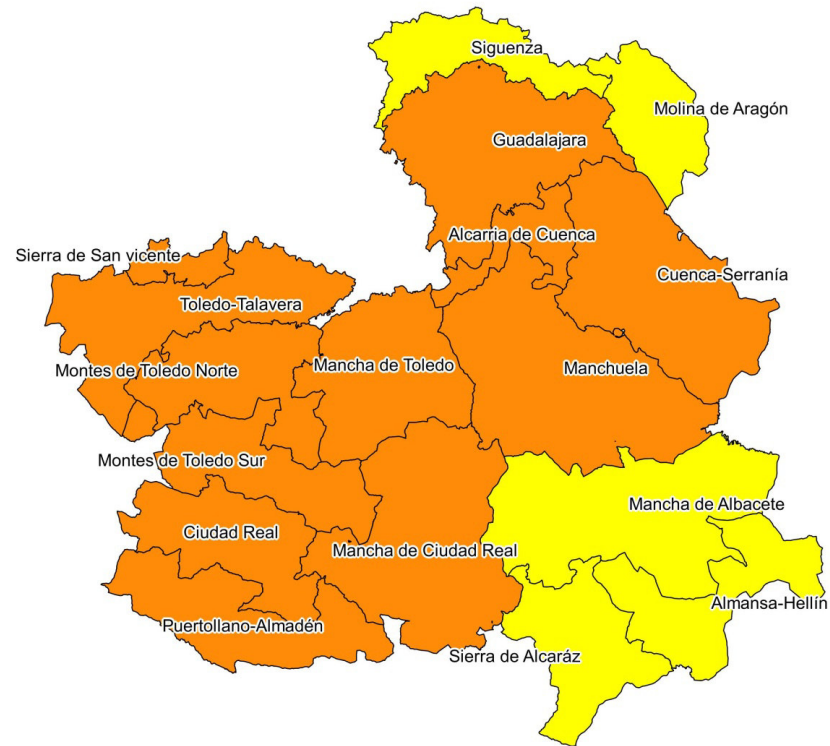 Siguenza
Molina de Aragón
Guadalajara
Alcarria de Cuenca
Sierra de San vicente
Cuenca-Serranía
Toledo-Talavera
Montes de Toledo Norte
Mancha de Toledo
Manchuela
Montes de Toledo Sur
Mancha de Albacete
Ciudad Real
Mancha de Ciudad Real
Almansa-Hellín
Puertollano-Almadén
Sierra de Alcaráz